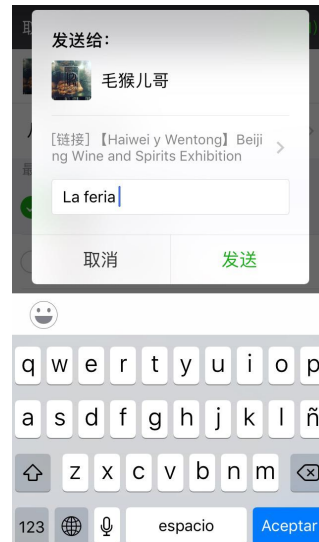 取
发送给：
毛猴儿哥
[链接] 【Haiwei y Wentong】Beiji
ng Wine and Spirits Exhibition
La feria
取消 发送
q w e r t y u i o p
a s d f g h j k l ñ
z x c v b n m
123 espacio Aceptar